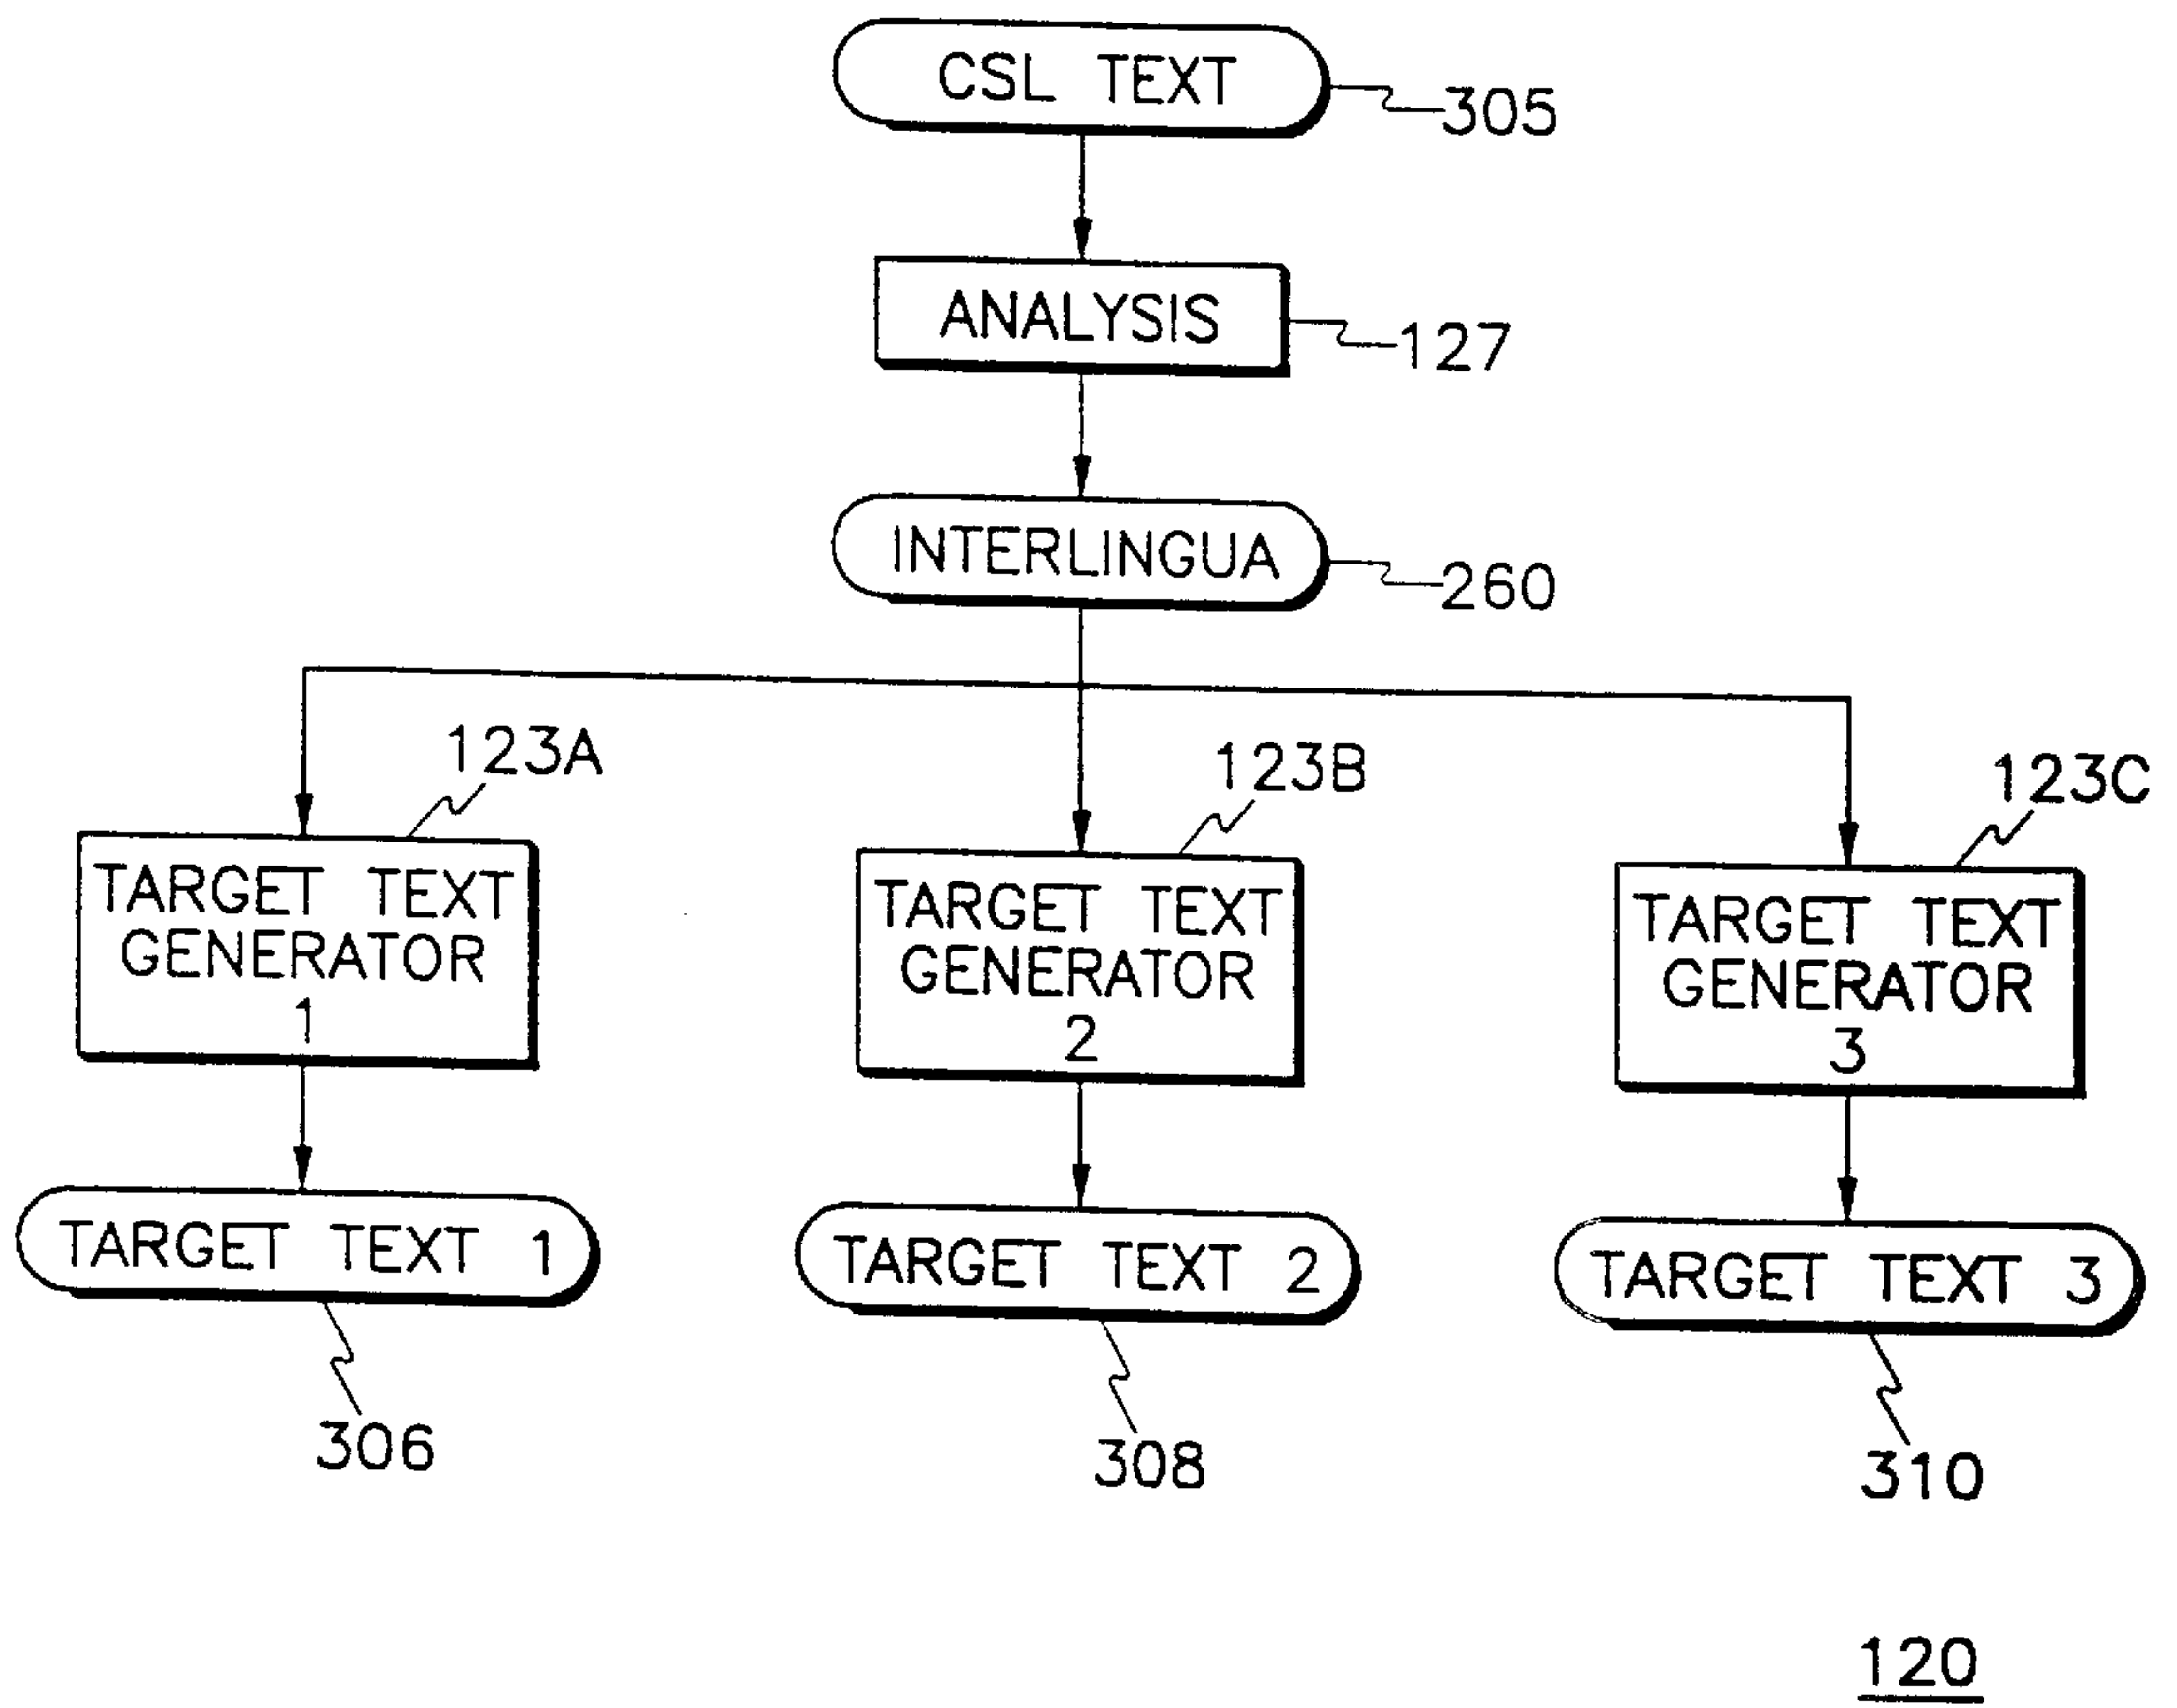 CSL TEXT
305
ANALYSIS
127
INTERLINGUA
260
123A
123B
123C
TARGET TEXT
GENERATOR
1
TARGET TEXT
GENERATOR
2
TARGET TEXT
GENERATOR
3
TARGET TEXT 1
TARGET TEXT 2
TARGET TEXT 3
306
308
310
120